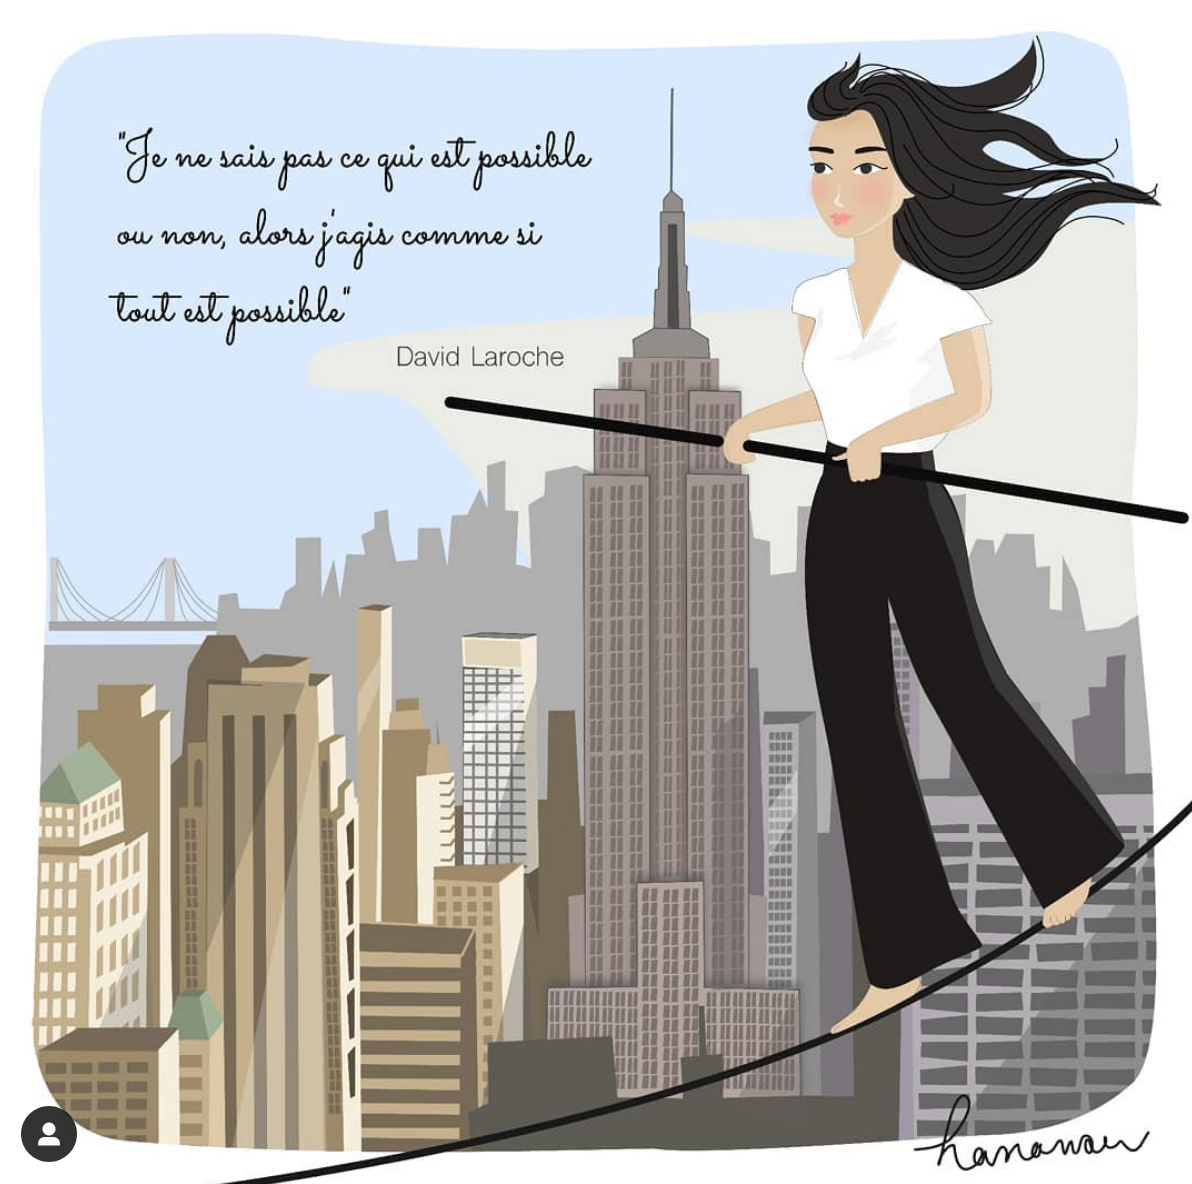 "Je ne sais pas ce qui est possible
ou non, alors j'agis comme si
tout est possible"
David Laroche